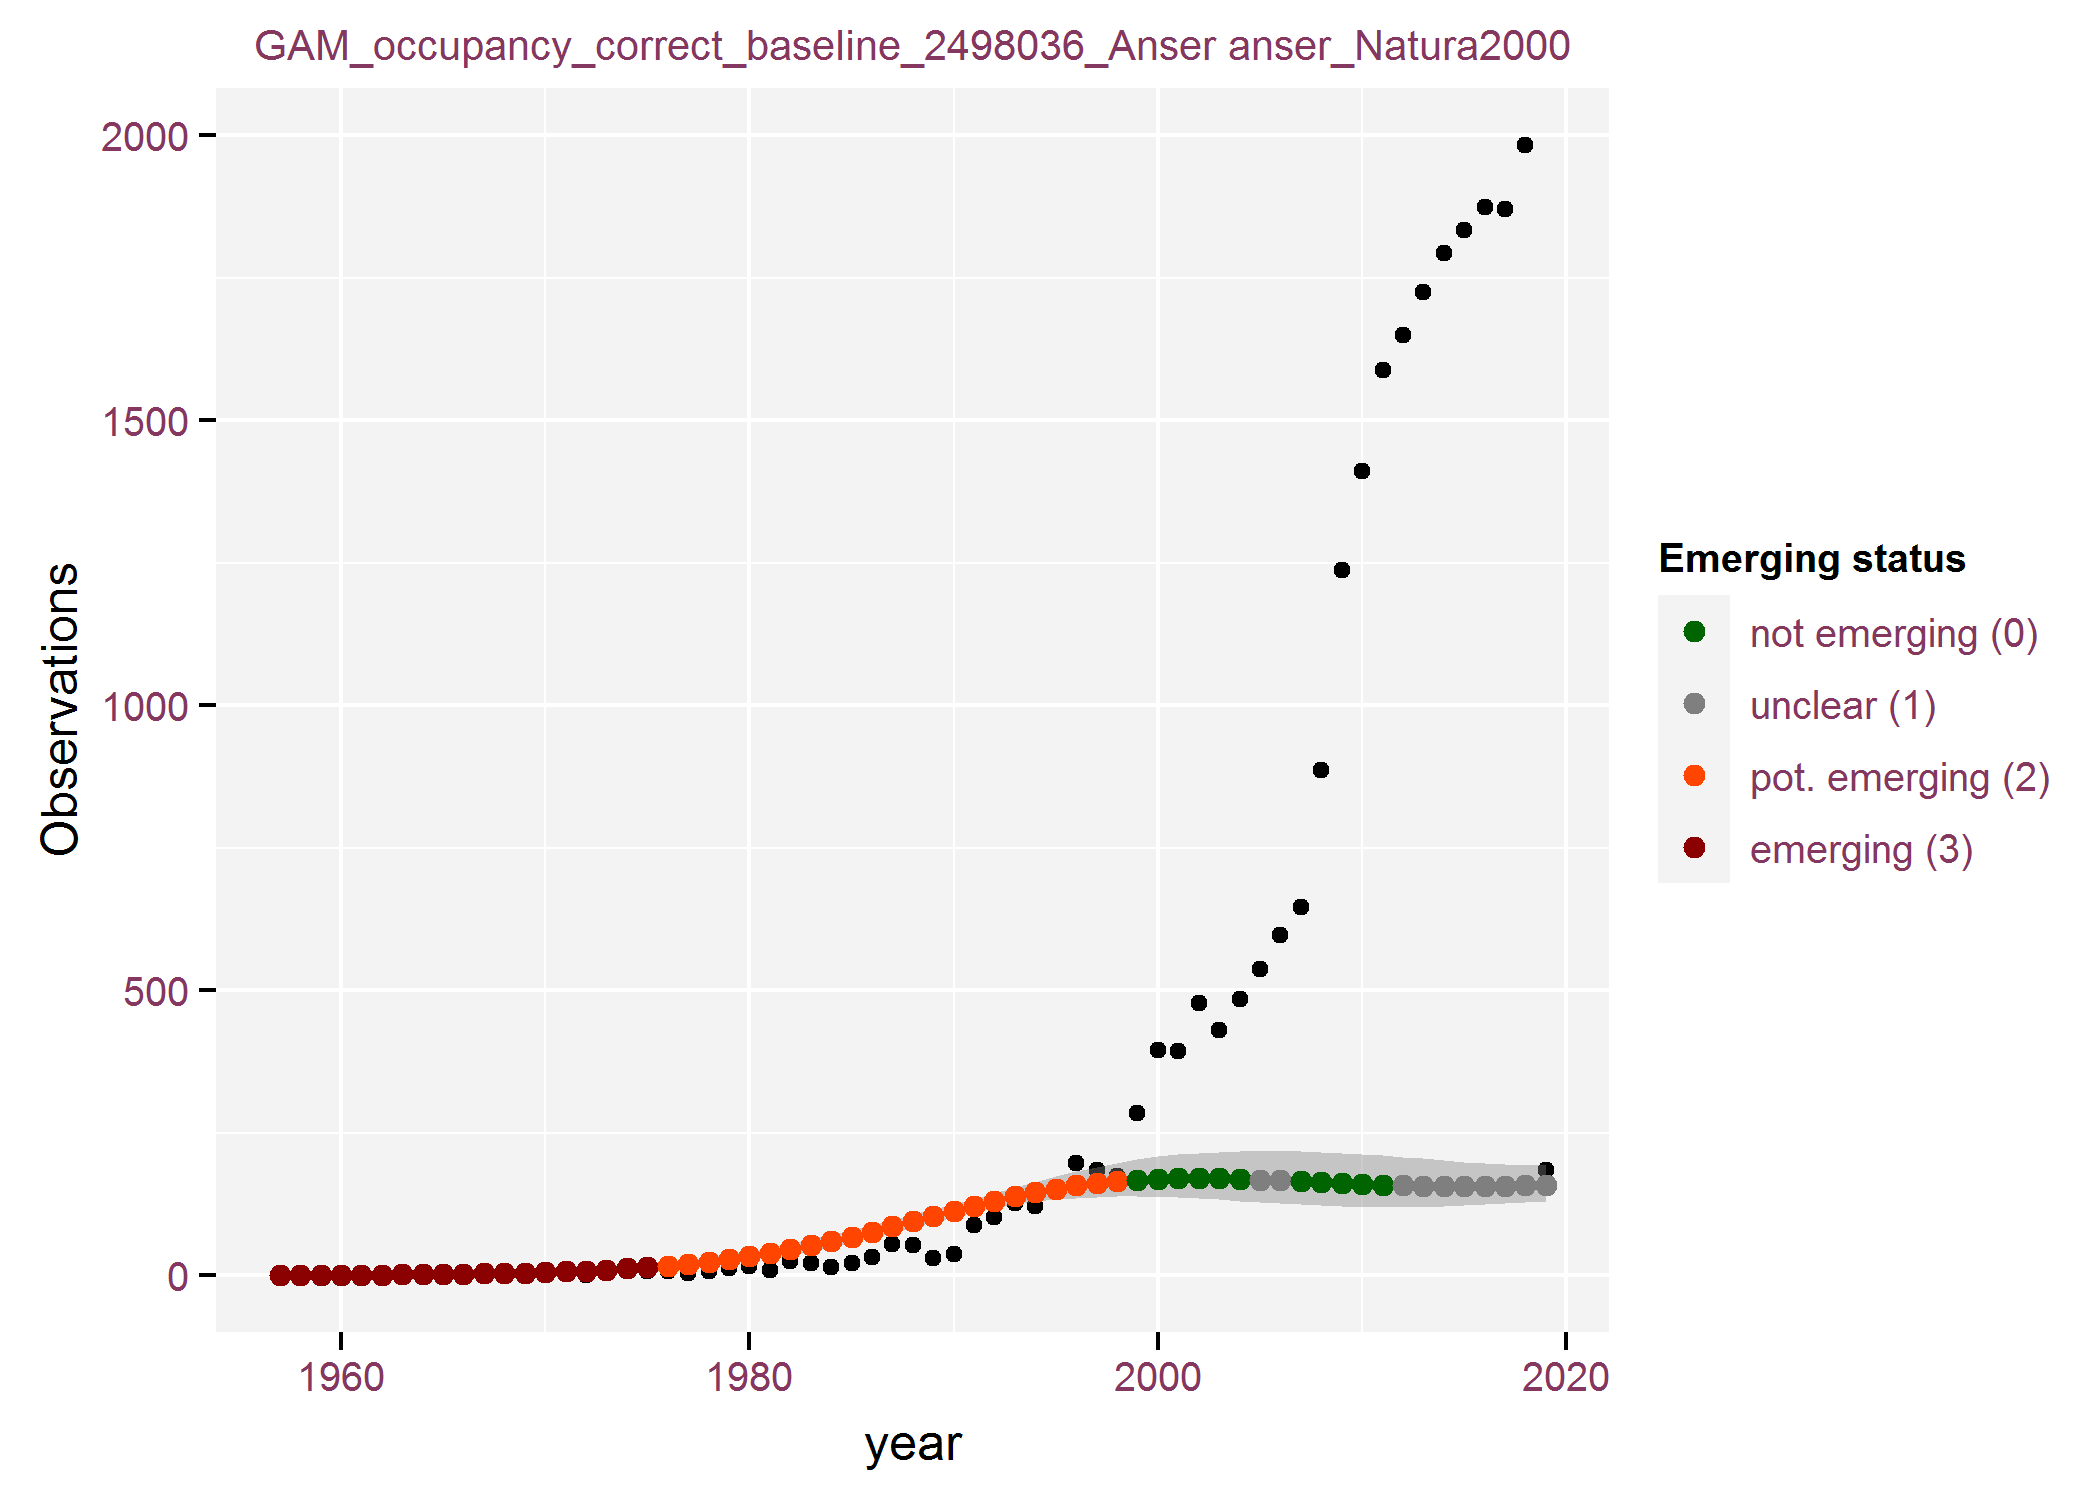 GAM_occupancy_correct_baseline_2498036_Anser anser_Natura2000
2000
1500
1000
500
0
Observations
1960
1980
2000
2020
year
Emerging status
not emerging (0)
unclear (1)
pot. emerging (2)
emerging (3)